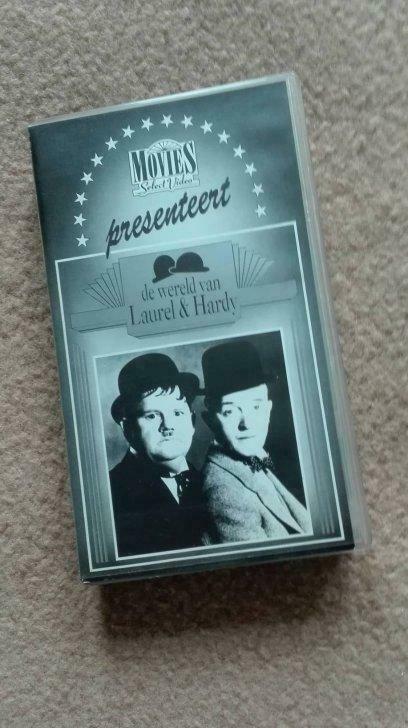 MOVIES
Select Video
presenteert
de wereld van
Laurel & Hardy